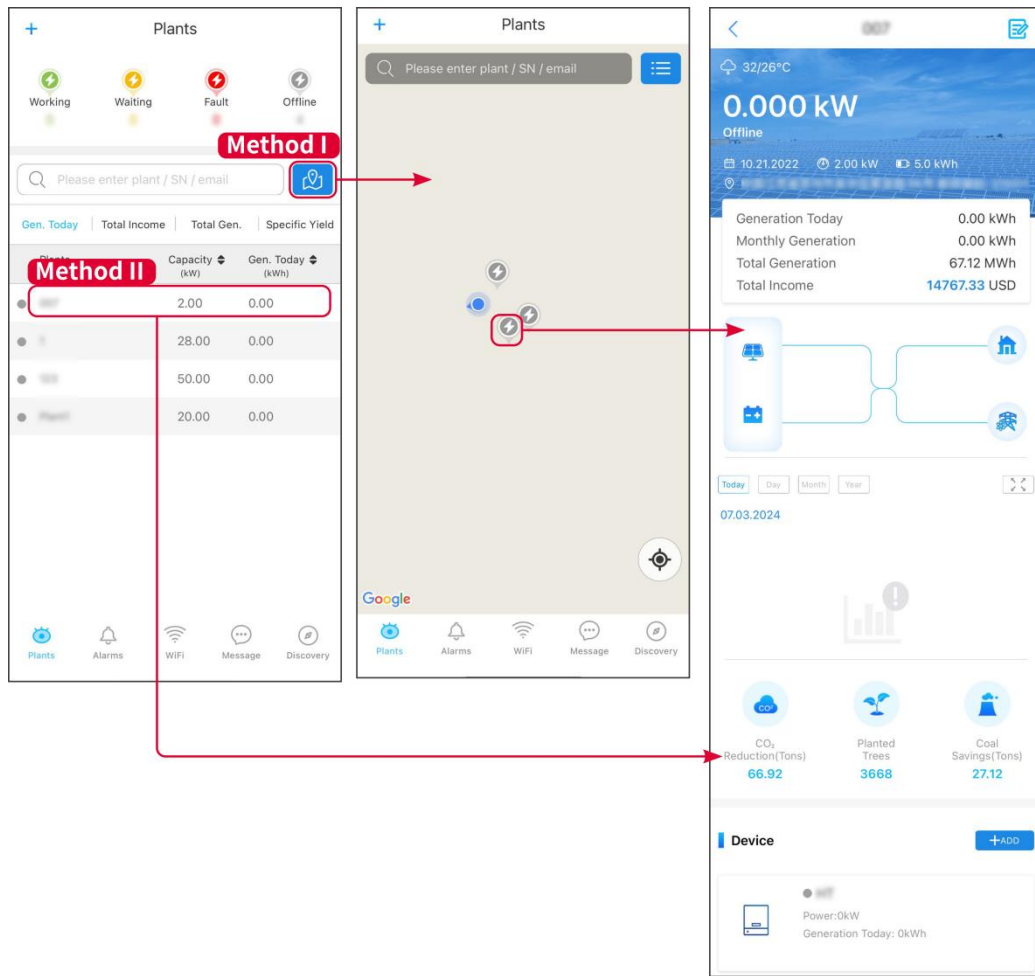 Plants
Working
Waiting
Fault
Offline
Method I
Please enter plant / SN / email
Gen. Today
Total Income
Total Gen.
Specific Yield
Method II
Capacity
(kW)
Gen. Today
(kWh)
2.00 0.00
28.00 0.00
50.00 0.00
20.00 0.00
Plants
Alarms
WiFi
Message
Discovery
Plants
Please enter plant / SN / email
Google
Plants
Alarms
WiFi
Message
Discovery
32/26°C
0.000 kW
Offline
10.21.2022 2.00 kW 5.0 kWh
Generation Today 0.00 kWh
Monthly Generation 0.00 kWh
Total Generation 67.12 MWh
Total Income 14767.33 USD
Today
Day
Month
Year
07.03.2024
CO₂
Reduction(Tons)
66.92
Planted
Trees
3668
Coal
Savings(Tons)
27.12
Device
+ADD
Power:0kW
Generation Today: 0kWh